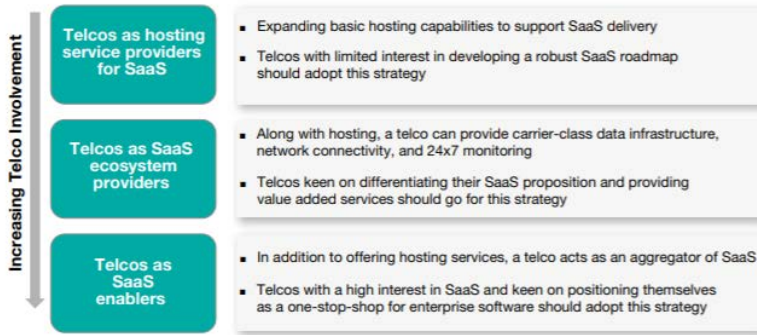 Increasing Telco Involvement
Telcos as hosting
service providers
for SaaS
▪ Expanding basic hosting capabilities to support SaaS delivery
▪ Telcos with limited interest in developing a robust SaaS roadmap
should adopt this strategy
Telcos as SaaS
ecosystem
providers
▪ Along with hosting, a telco can provide carrier-class data infrastructure,
network connectivity, and 24x7 monitoring
▪ Telcos keen on differentiating their SaaS proposition and providing
value added services should go for this strategy
Telcos as
SaaS
enablers
▪ In addition to offering hosting services, a telco acts as an aggregator of SaaS
▪ Telcos with a high interest in SaaS and keen on positioning themselves
as a one-stop-shop for enterprise software should adopt this strategy